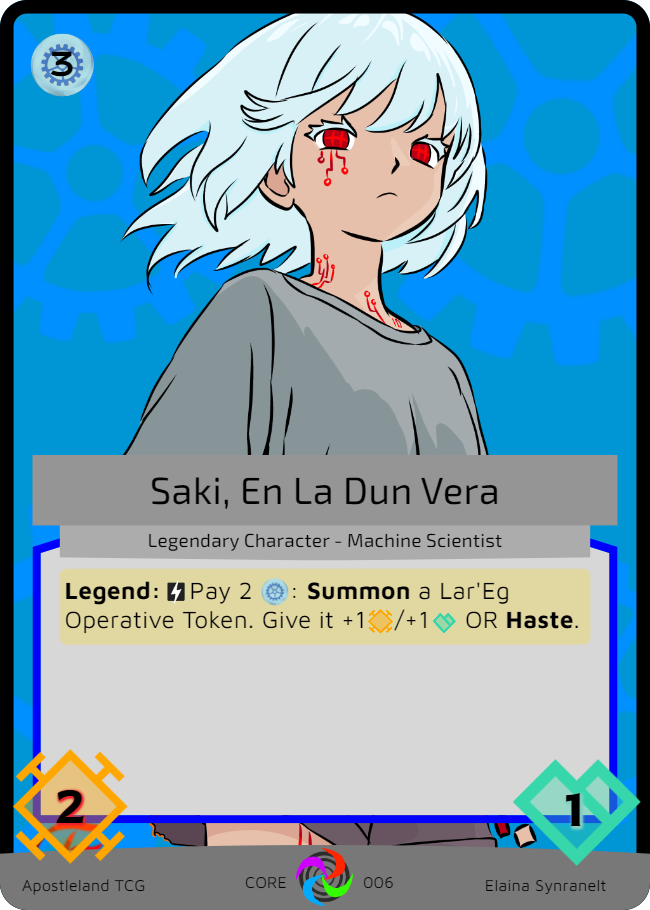 3
Saki, En La Dun Vera
Legendary Character - Machine Scientist
Legend: Pay 2 : Summon a Lar'Eg
Operative Token. Give it +1/+1 OR Haste.
2
1
Apostleland TCG
CORE 006
Elaina Synranelt